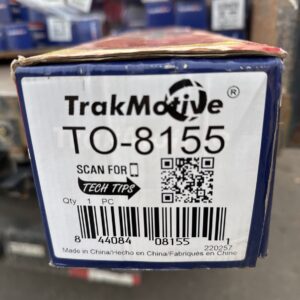 TrakMotive®
TO-8155
SCAN FOR
TECH TIPS
Qty 1 PC
8 44084 08155 1
220257
Made in China/Hecho en China/Fabriqués en Chine